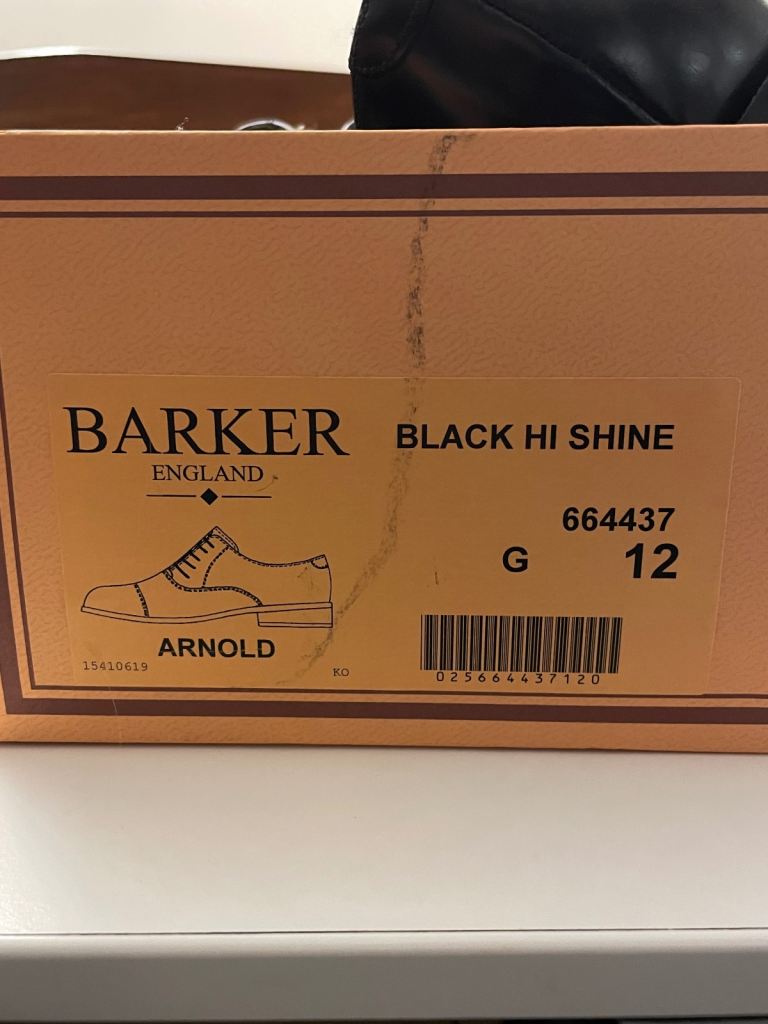 BARKER
ENGLAND
BLACK HI SHINE
664437
G 12
ARNOLD
15410619
KO
025664437120